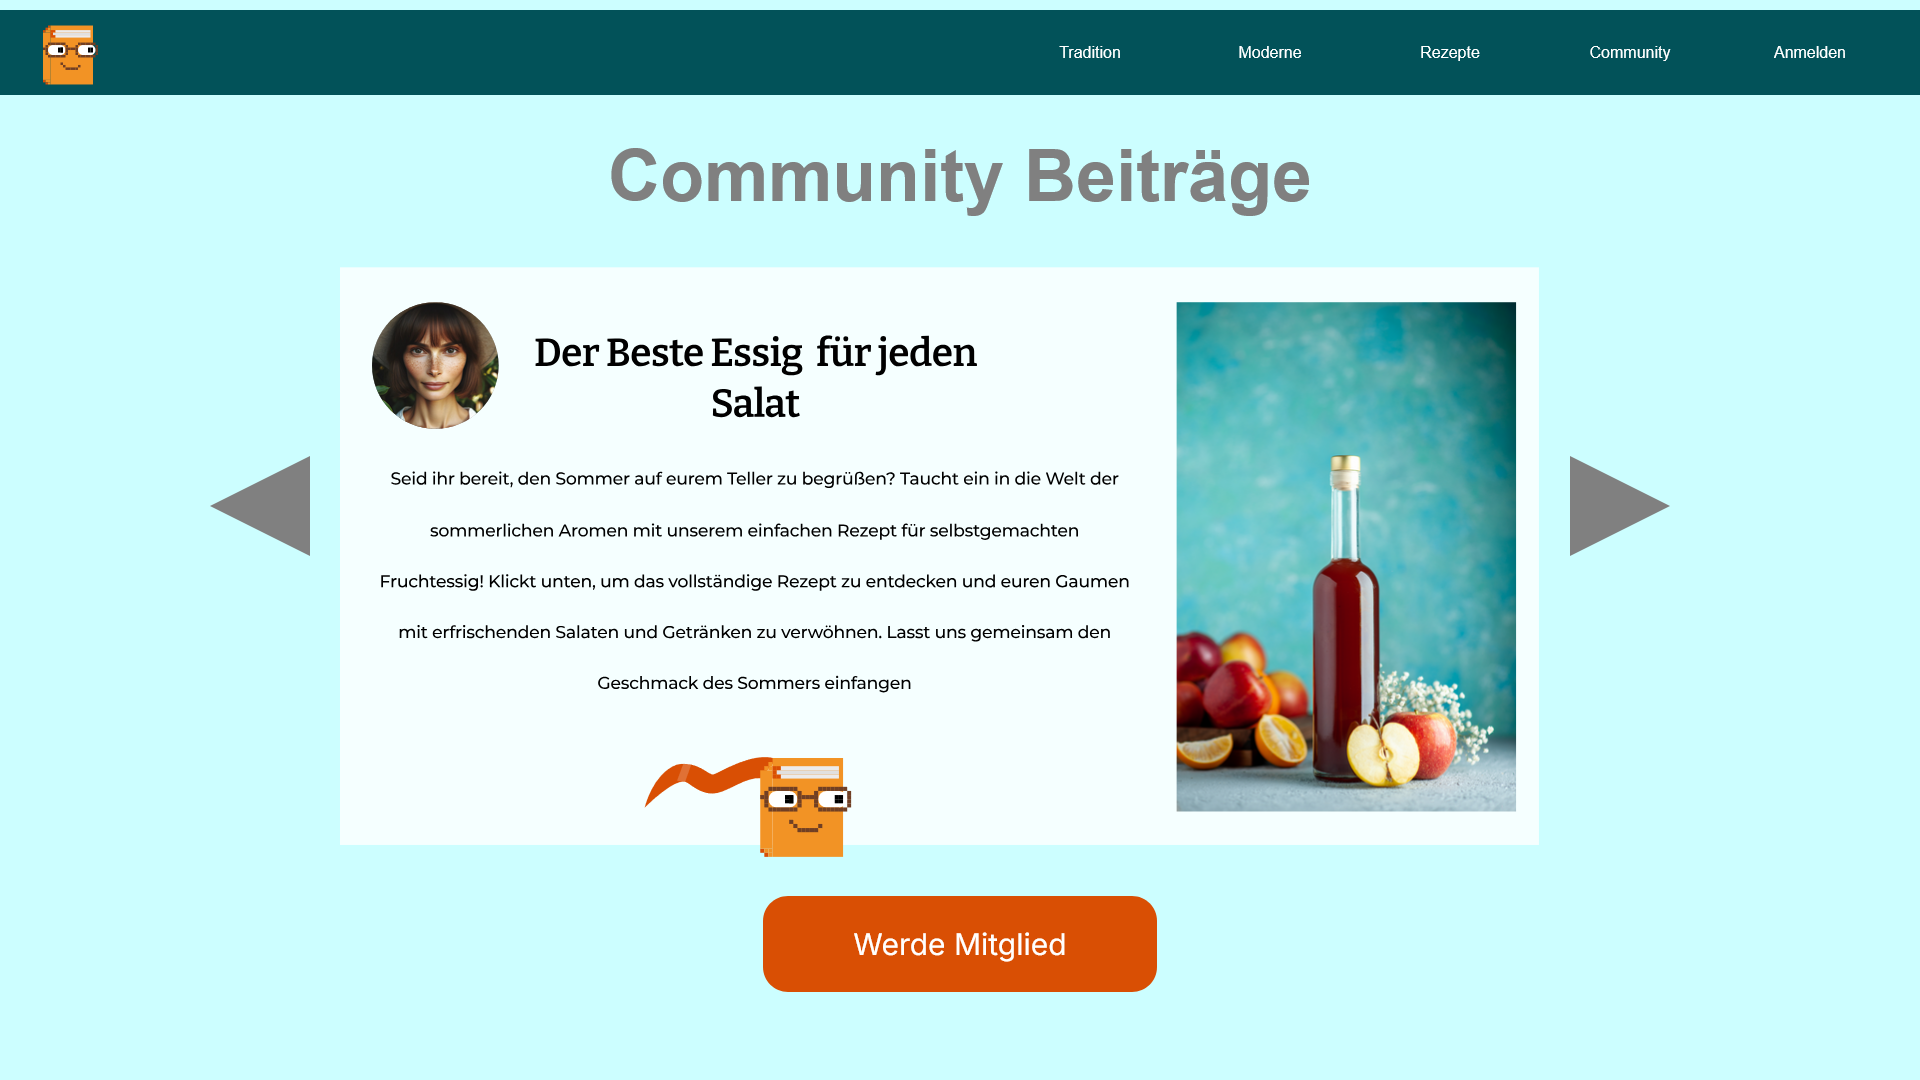 Tradition
Moderne
Rezepte
Community
Anmelden
Community Beiträge
Der Beste Essig  für jeden
Salat
Seid ihr bereit, den Sommer auf eurem Teller zu begrüßen? Taucht ein in die Welt der
sommerlichen Aromen mit unserem einfachen Rezept für selbstgemachten
Fruchtessig! Klickt unten, um das vollständige Rezept zu entdecken und euren Gaumen
mit erfrischenden Salaten und Getränken zu verwöhnen. Lasst uns gemeinsam den
Geschmack des Sommers einfangen
Werde Mitglied